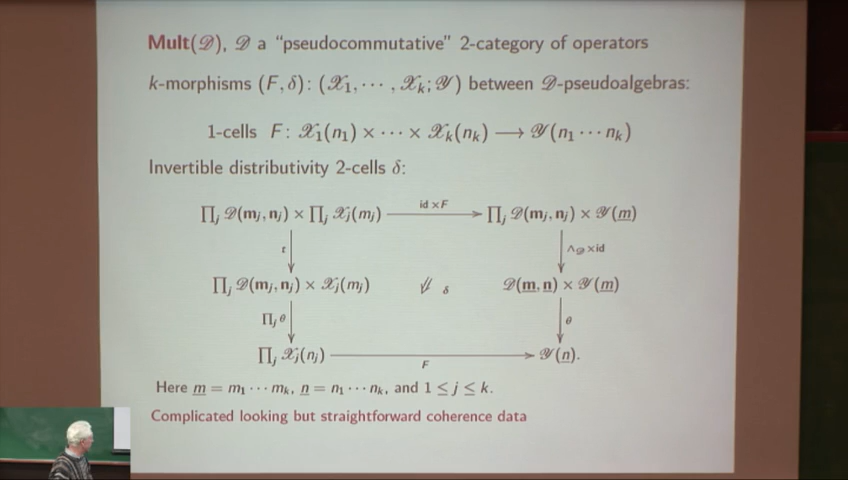 Mult(𝒟), 𝒟 a “pseudocommutative” 2-category of operators
k-morphisms (F, δ): (𝒳₁, ⋯ , 𝒳ₖ; 𝒴) between 𝒟-pseudoalgebras:
1-cells F: 𝒳₁(n₁) × ⋯ × 𝒳ₖ(nₖ) ⟶ 𝒴(n₁ ⋯ nₖ)
Invertible distributivity 2-cells δ:
id ×F
∏ⱼ 𝒟(mⱼ, nⱼ) × ∏ⱼ 𝒳ⱼ(mⱼ) ⟶ ∏ⱼ 𝒟(mⱼ, nⱼ) × 𝒴(m)
t ∧𝒟 ×id
∏ⱼ 𝒟(mⱼ, nⱼ) × 𝒳ⱼ(mⱼ) ⇙ δ 𝒟(m, n) × 𝒴(m)
∏ⱼ θ θ
∏ⱼ 𝒳ⱼ(nⱼ) ⟶ 𝒴(n).
F
Here m = m₁ ⋯ mₖ, n = n₁ ⋯ nₖ, and 1 ≤ j ≤ k.
Complicated looking but straightforward coherence data